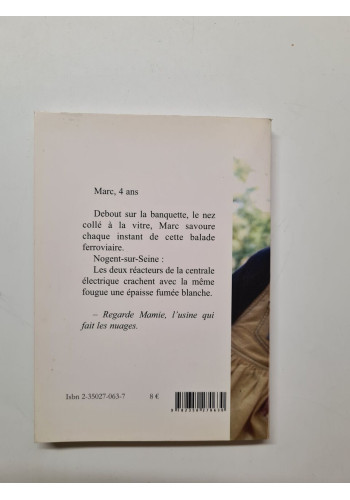 Marc, 4 ans
Debout sur la banquette, le nez
collé à la vitre, Marc savoure
chaque instant de cette balade
ferroviaire.
Nogent-sur-Seine :
Les deux réacteurs de la centrale
électrique crachent avec la même
fougue une épaisse fumée blanche.
– Regarde Mamie, l'usine qui
fait les nuages.
Isbn 2-35027-063-7 8 €